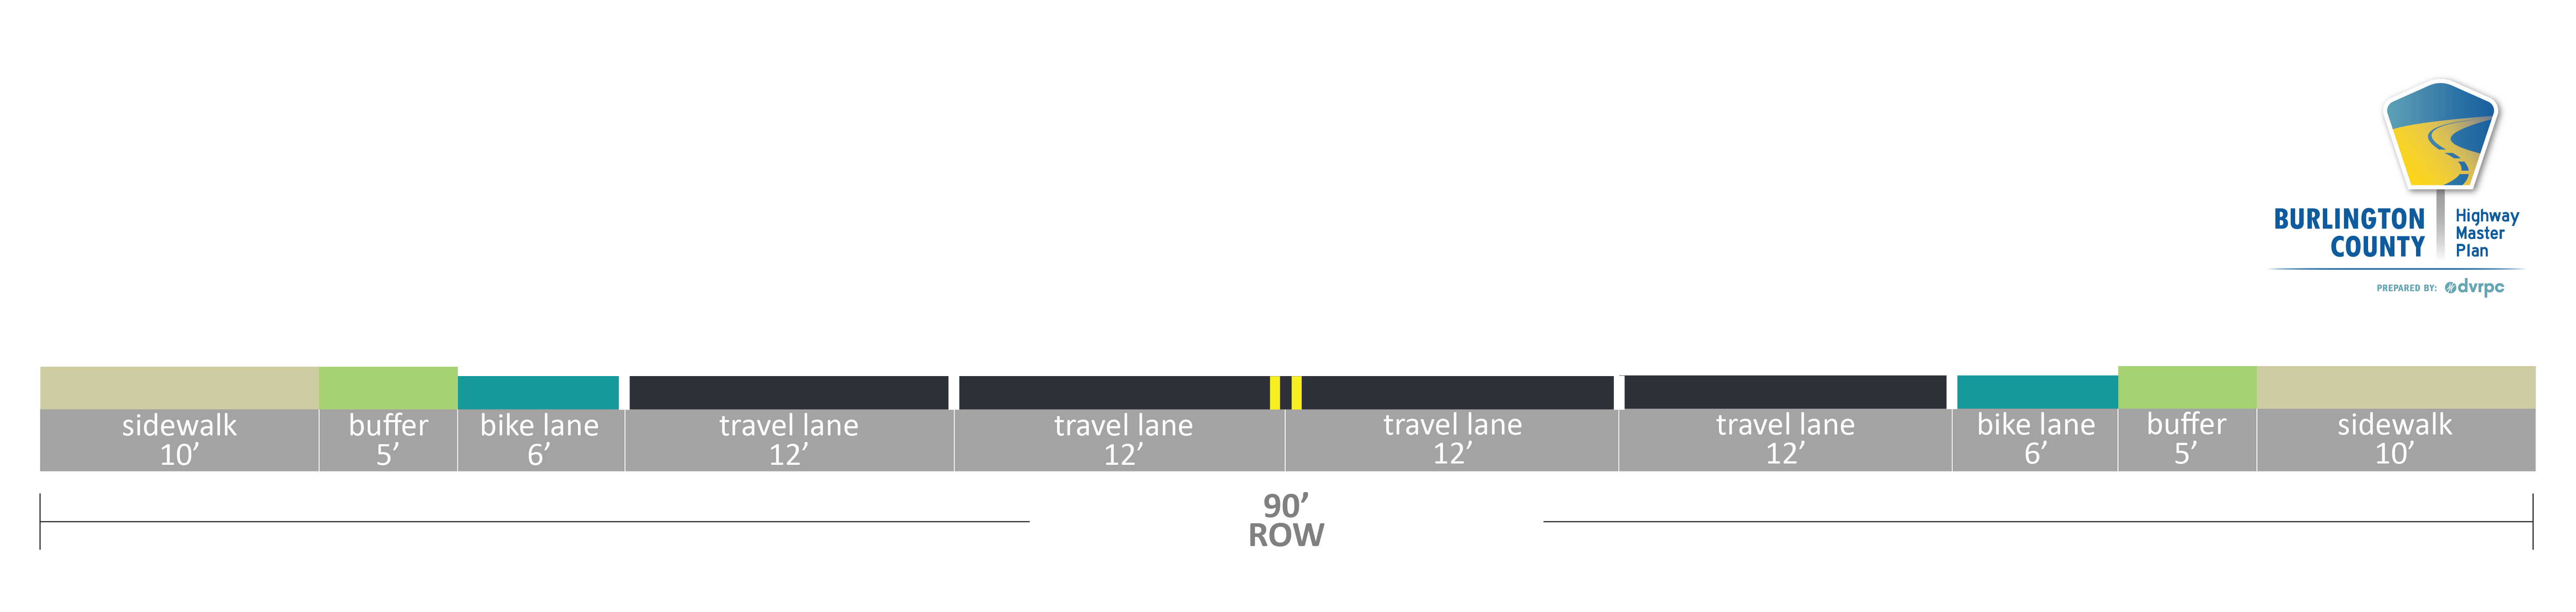 BURLINGTON
COUNTY
Highway
Master
Plan
PREPARED BY: dvrpc
sidewalk
10’
buffer
5’
bike lane
6’
travel lane
12’
travel lane
12’
travel lane
12’
travel lane
12’
bike lane
6’
buffer
5’
sidewalk
10’
90’
ROW